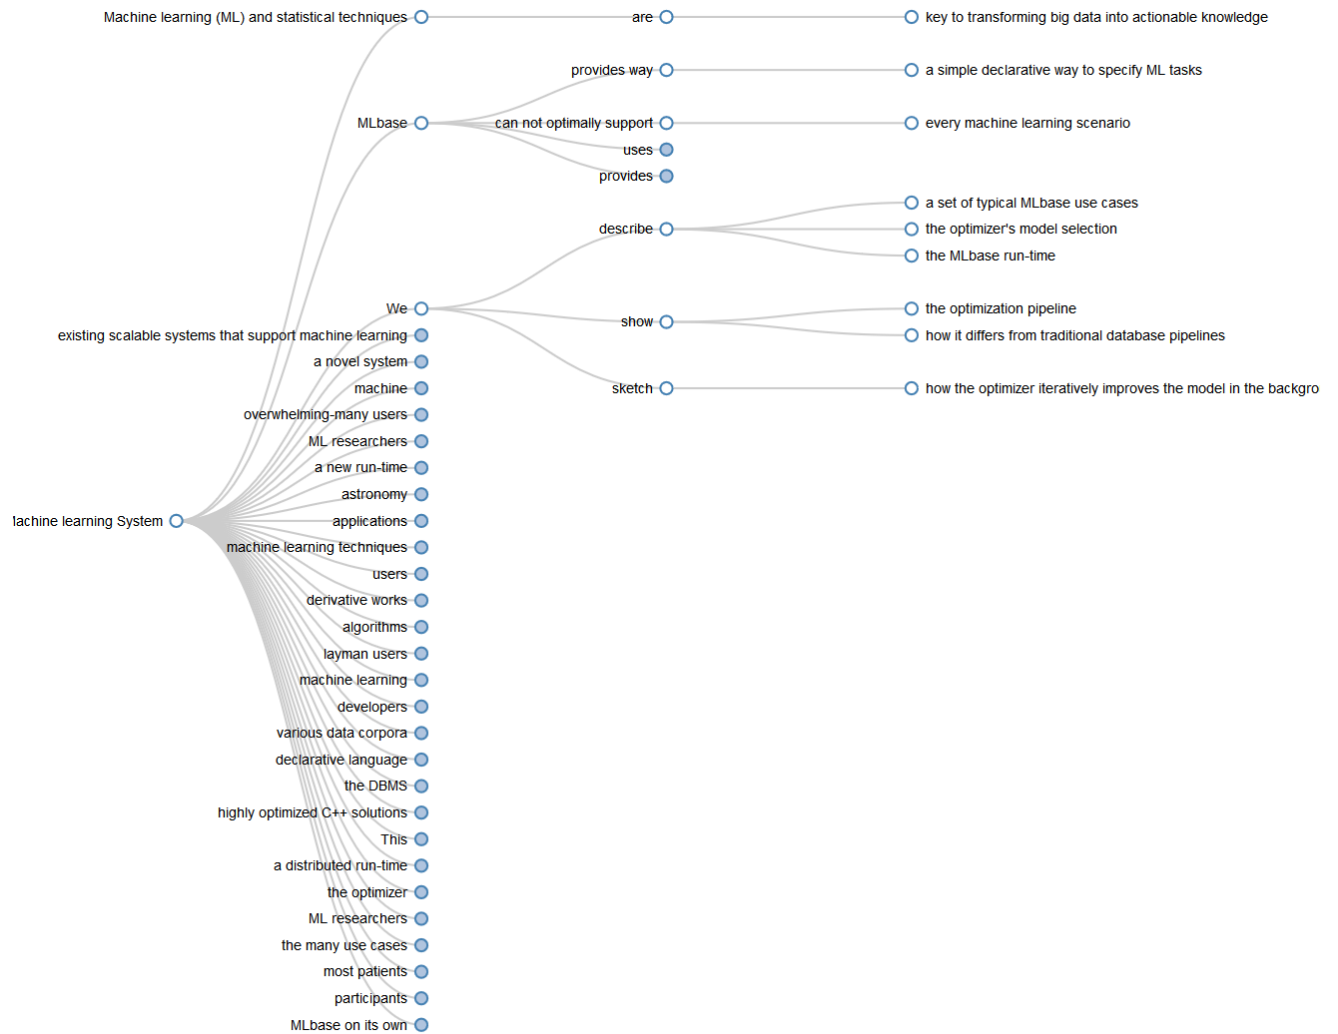 Machine learning (ML) and statistical techniques are key to transforming big data into actionable knowledge
provides way a simple declarative way to specify ML tasks
MLbase can not optimally support every machine learning scenario
uses
provides
a set of typical MLbase use cases
describe the optimizer's model selection
the MLbase run-time
We the optimization pipeline
show
existing scalable systems that support machine learning how it differs from traditional database pipelines
a novel system
machine sketch how the optimizer iteratively improves the model in the backgro
overwhelming-many users
ML researchers
a new run-time
astronomy
lachine learning System applications
machine learning techniques
users
derivative works
algorithms
layman users
machine learning
developers
various data corpora
declarative language
the DBMS
highly optimized C++ solutions
This
a distributed run-time
the optimizer
ML researchers
the many use cases
most patients
participants
MLbase on its own